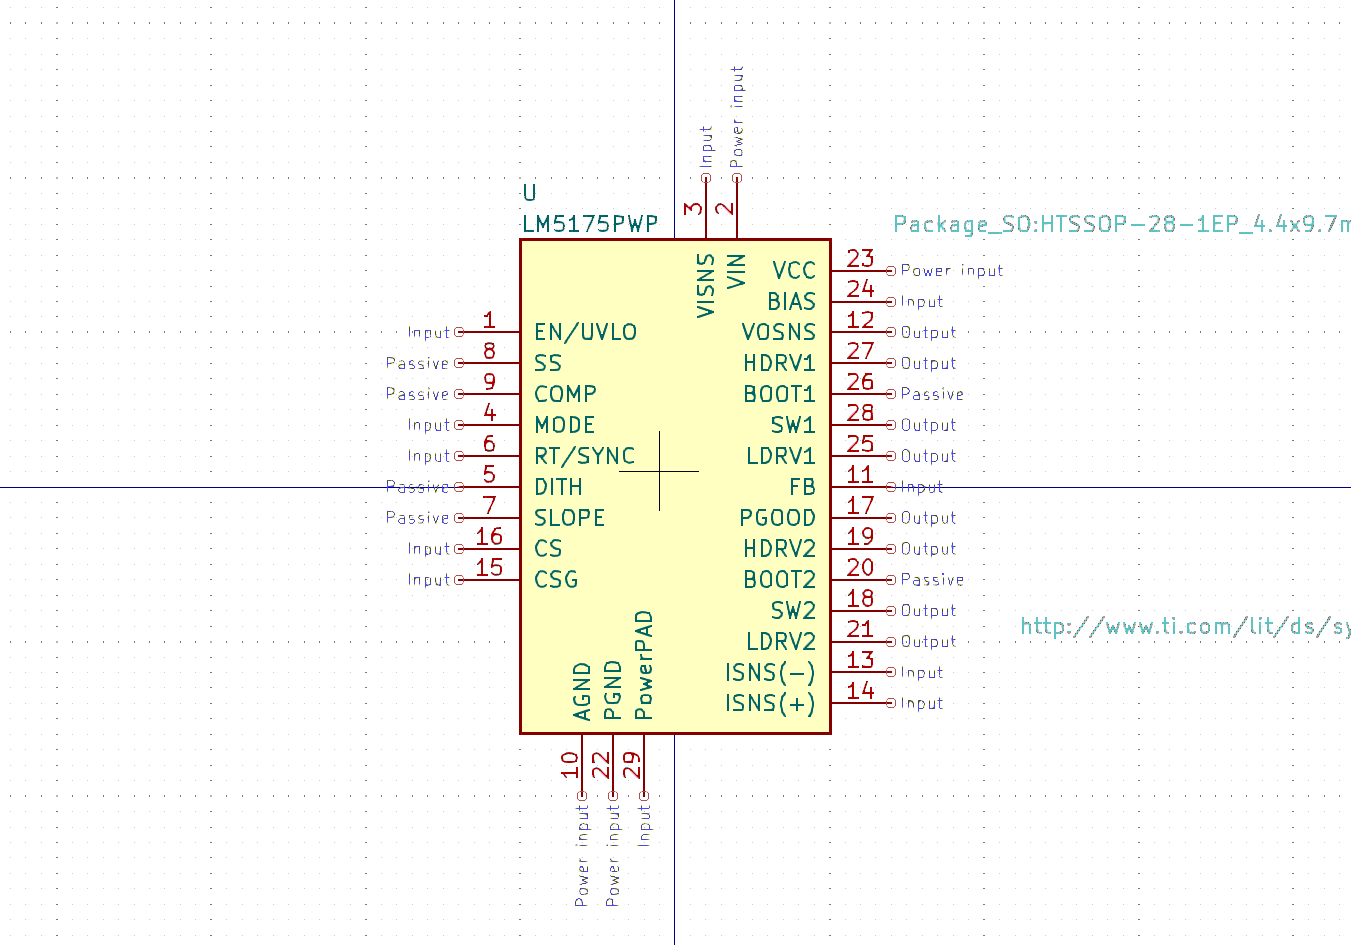 Input
Power input
3
2
U
LM5175PWP
Package_SO:HTSSOP-28-1EP_4.4x9.7m
VISNS
VIN
VCC 23 Power input
BIAS 24 Input
Input 1 EN/UVLO
VOSNS 12 Output
Passive 8 SS
HDRV1 27 Output
Passive 9 COMP
BOOT1 26 Passive
Input 4 MODE
SW1 28 Output
Input 6 RT/SYNC
LDRV1 25 Output
Passive 5 DITH
FB 11 Input
Passive 7 SLOPE
PGOOD 17 Output
Input 16 CS
HDRV2 19 Output
Input 15 CSG
BOOT2 20 Passive
SW2 18 Output
http://www.ti.com/lit/ds/sy
LDRV2 21 Output
ISNS(-) 13 Input
ISNS(+) 14 Input
AGND
PGND
PowerPAD
10
22
29
Power input
Power input
Input